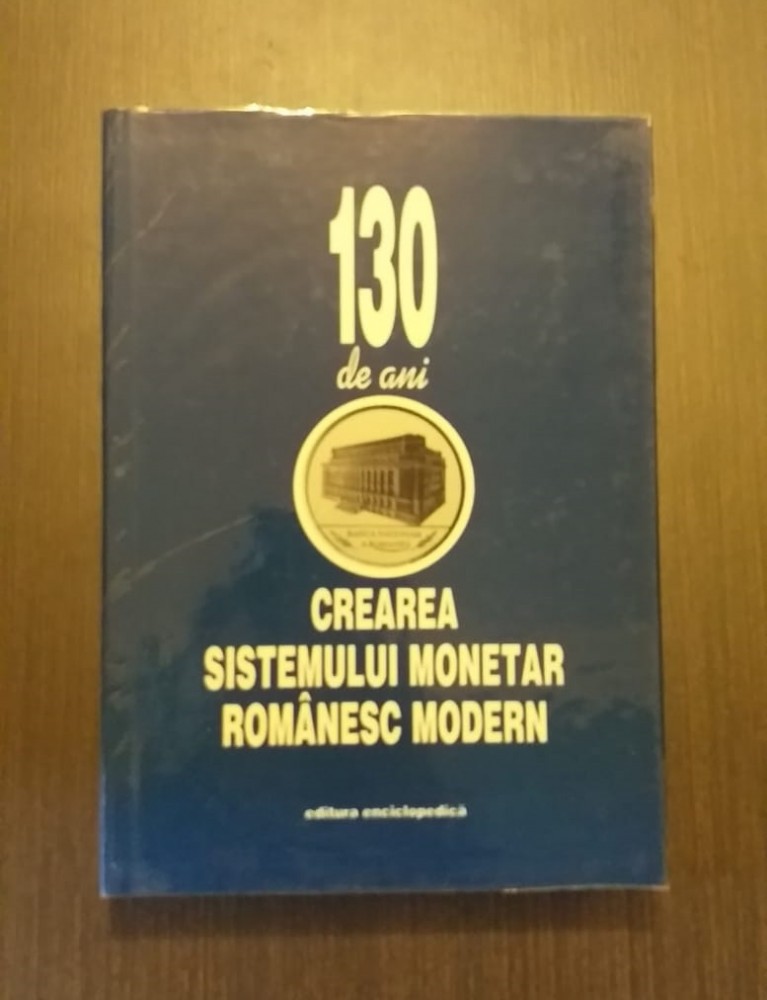 130
de ani
CREAREA
SISTEMULUI MONETAR
ROMÂNESC MODERN
editura enciclopedică